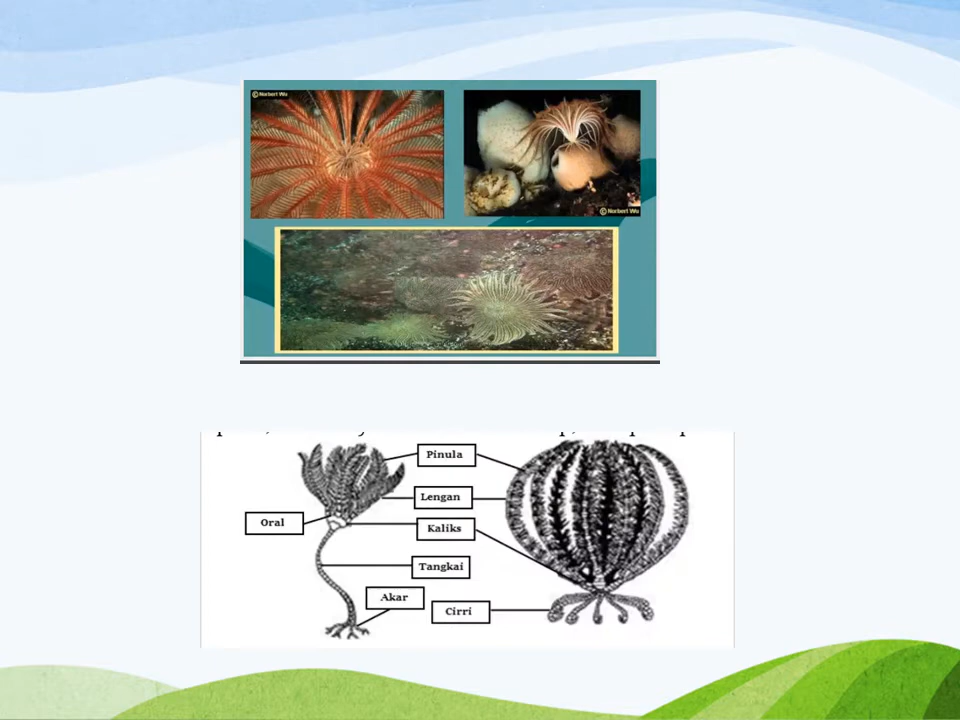 © Norbert Wu
© Norbert Wu
Pinula
Lengan
Oral
Kaliks
Tangkai
Akar
Cirri